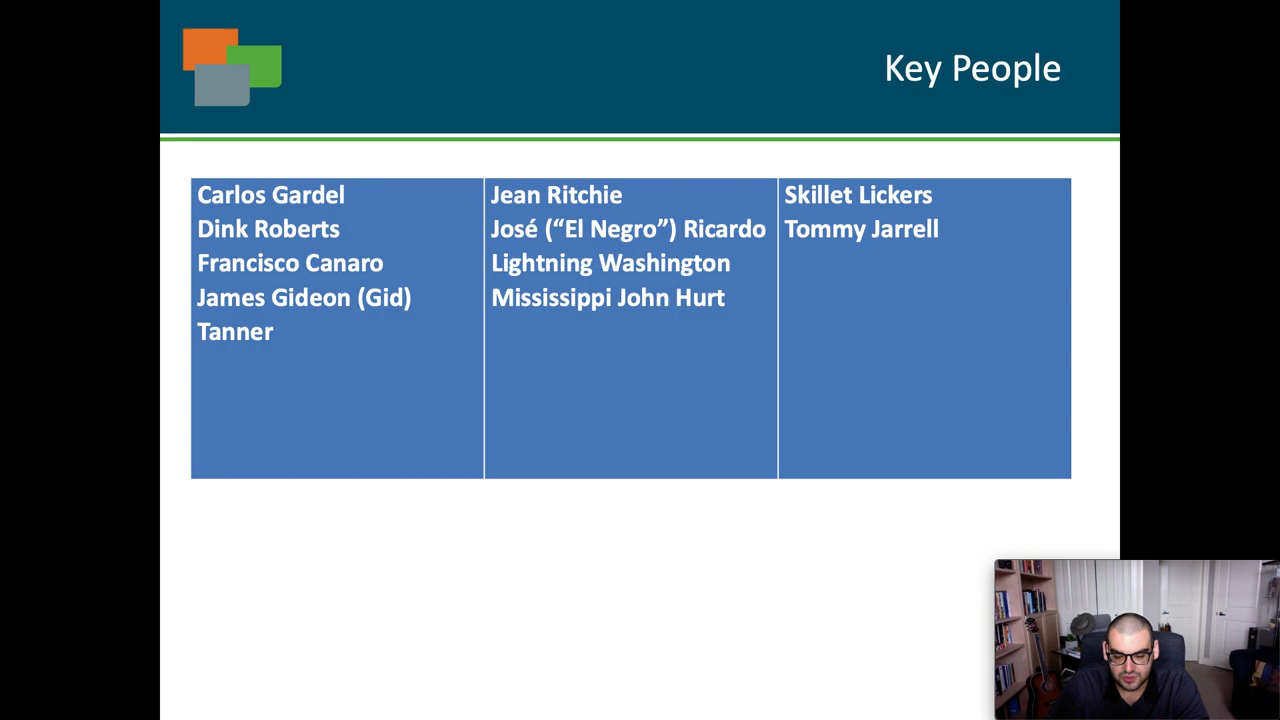 Key People
Carlos Gardel
Dink Roberts
Francisco Canaro
James Gideon (Gid)
Tanner
Jean Ritchie
José (“El Negro”) Ricardo
Lightning Washington
Mississippi John Hurt
Skillet Lickers
Tommy Jarrell